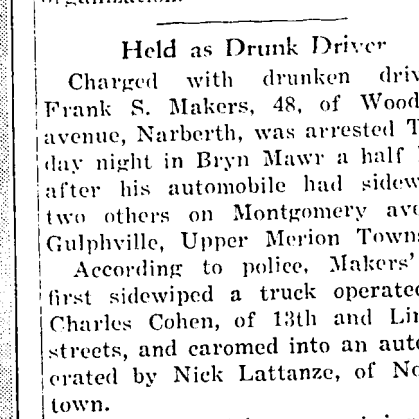 Held as Drunk Driver
Charged with drunken driv
Frank S. Makers, 48, of Wood
avenue, Narberth, was arrested T
day night in Bryn Mawr a half
after his automobile had sidew
two others on Montgomery ave
Gulphville, Upper Merion Towns
According to police, Makers'
first sidewiped a truck operated
Charles Cohen, of 13th and Lin
streets, and caromed into an auto
erated by Nick Lattanze, of No
town.